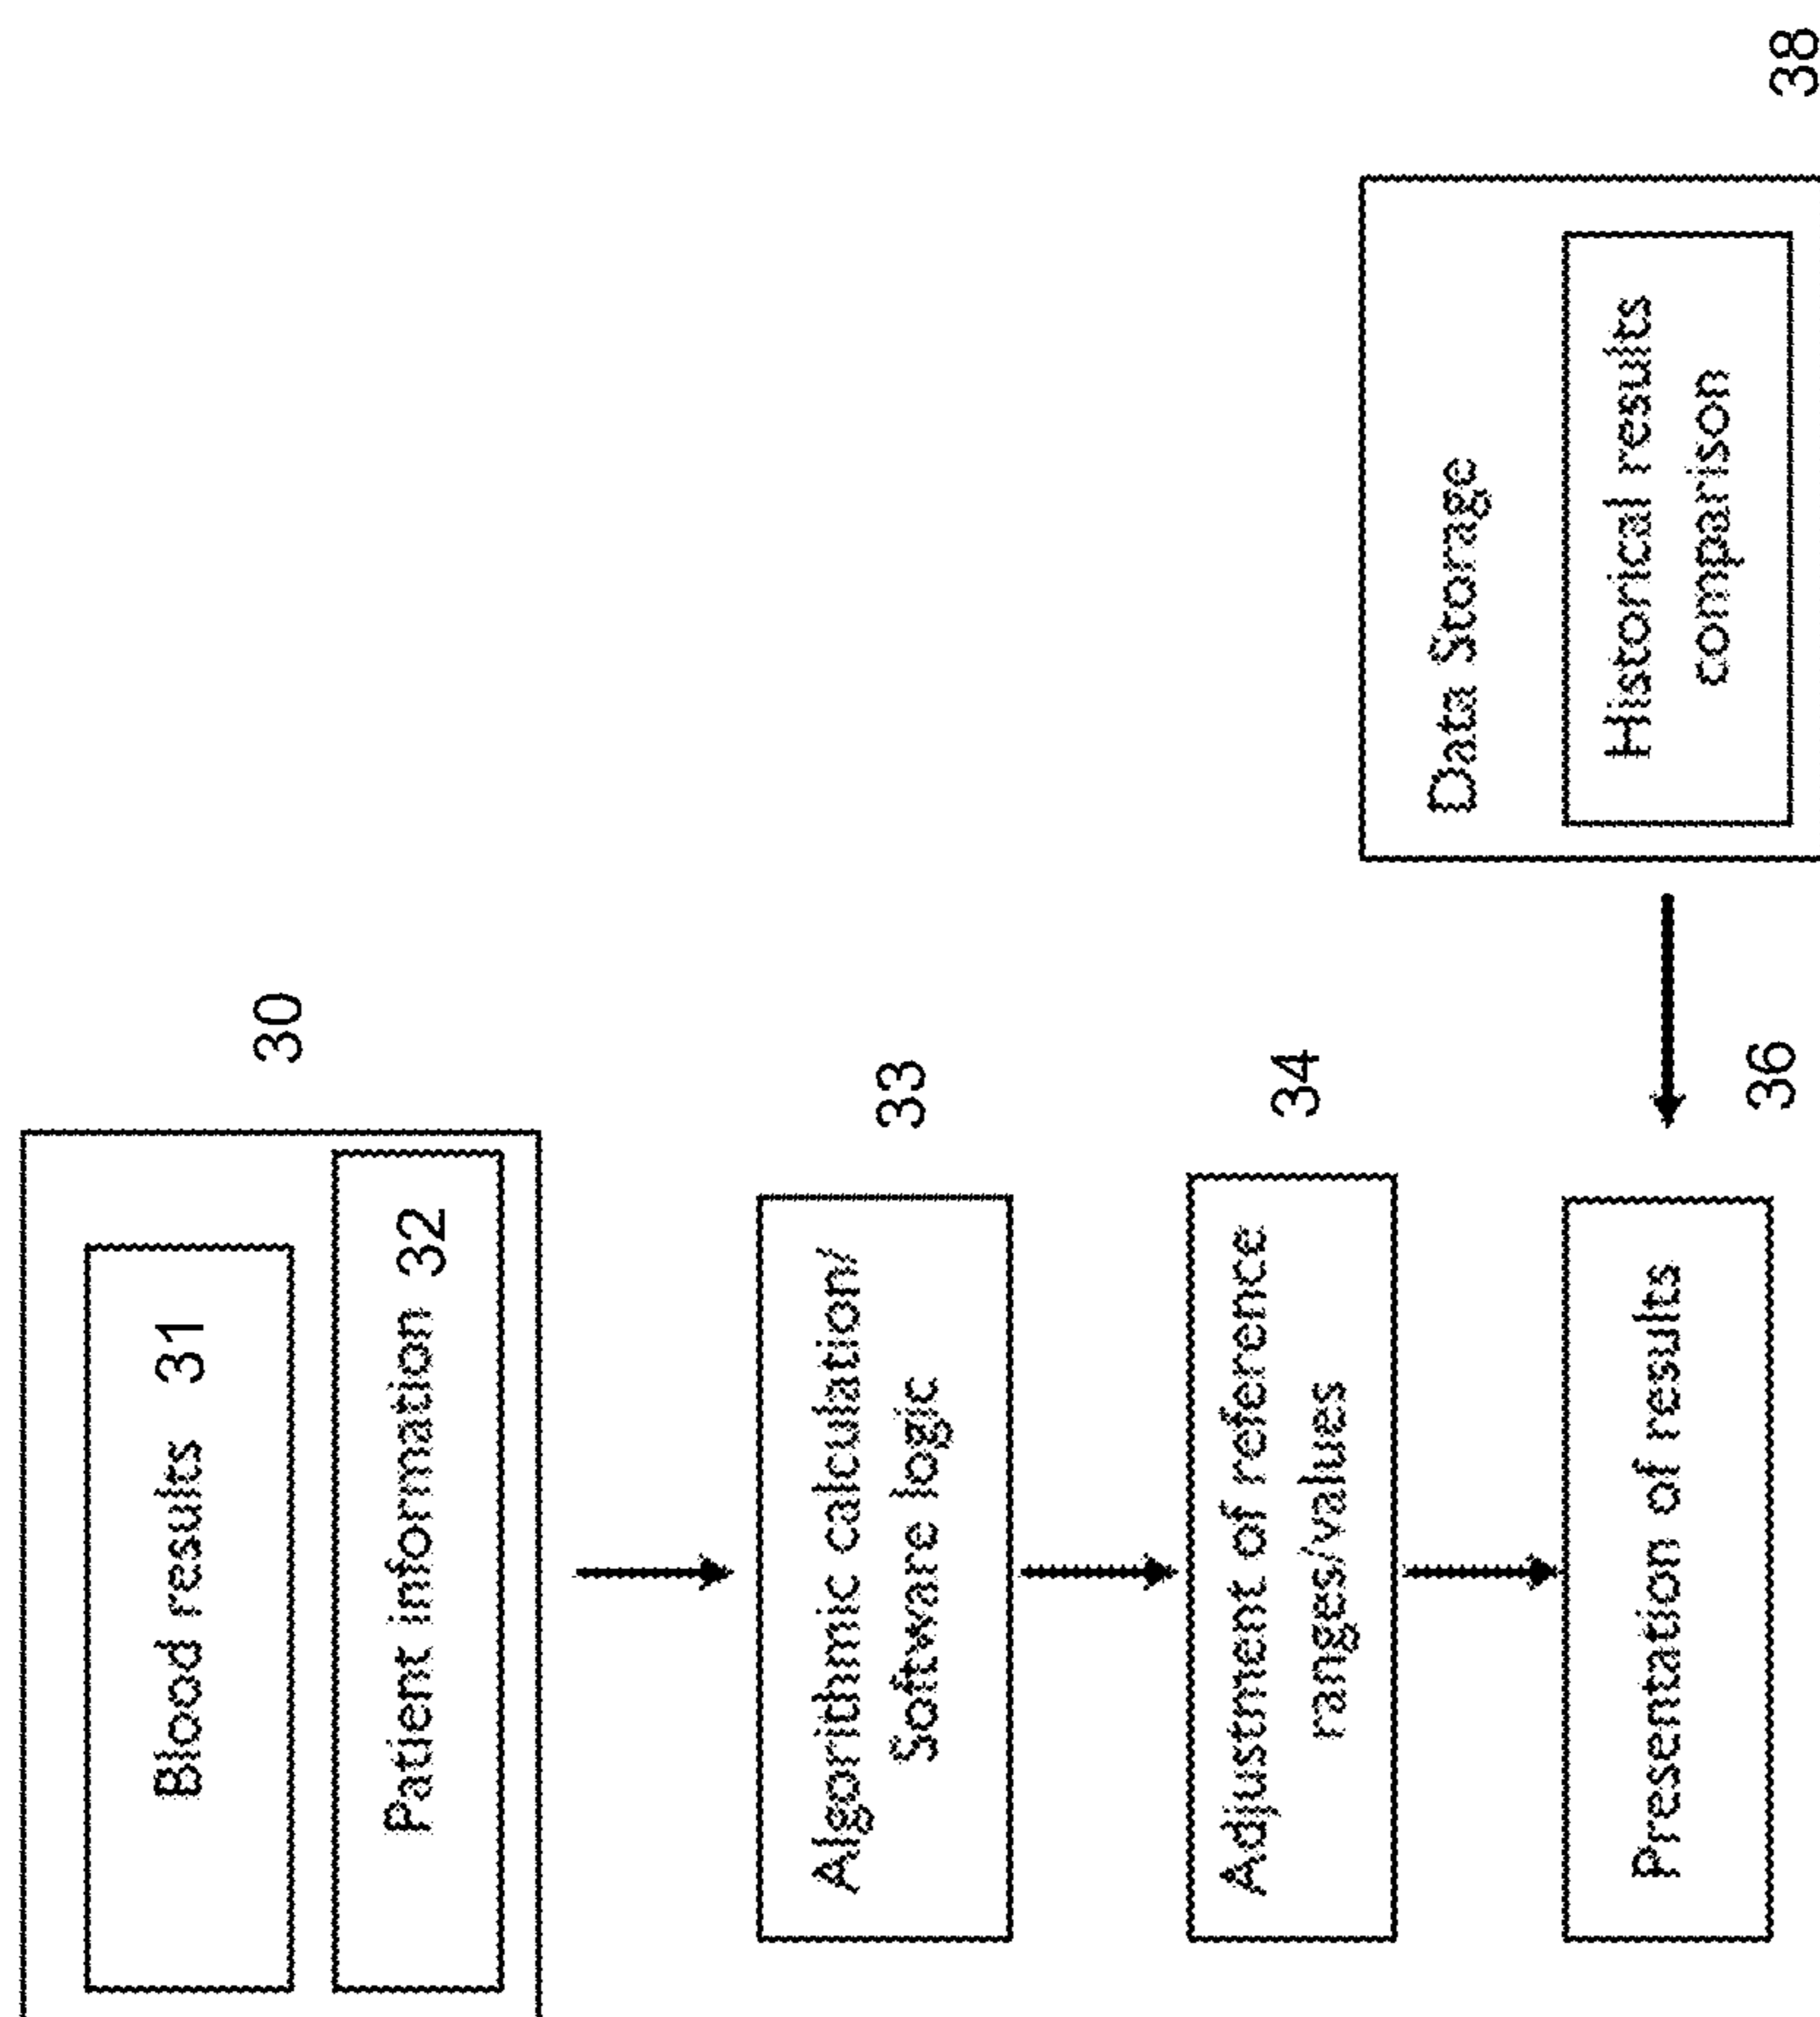 30
Blood results 31
Patient information 32
33
Algorithmic calculation/
Software logic
34
Adjustment of reference
ranges/values
36
Presentation of results
38
Data Storage
Historical results
comparison